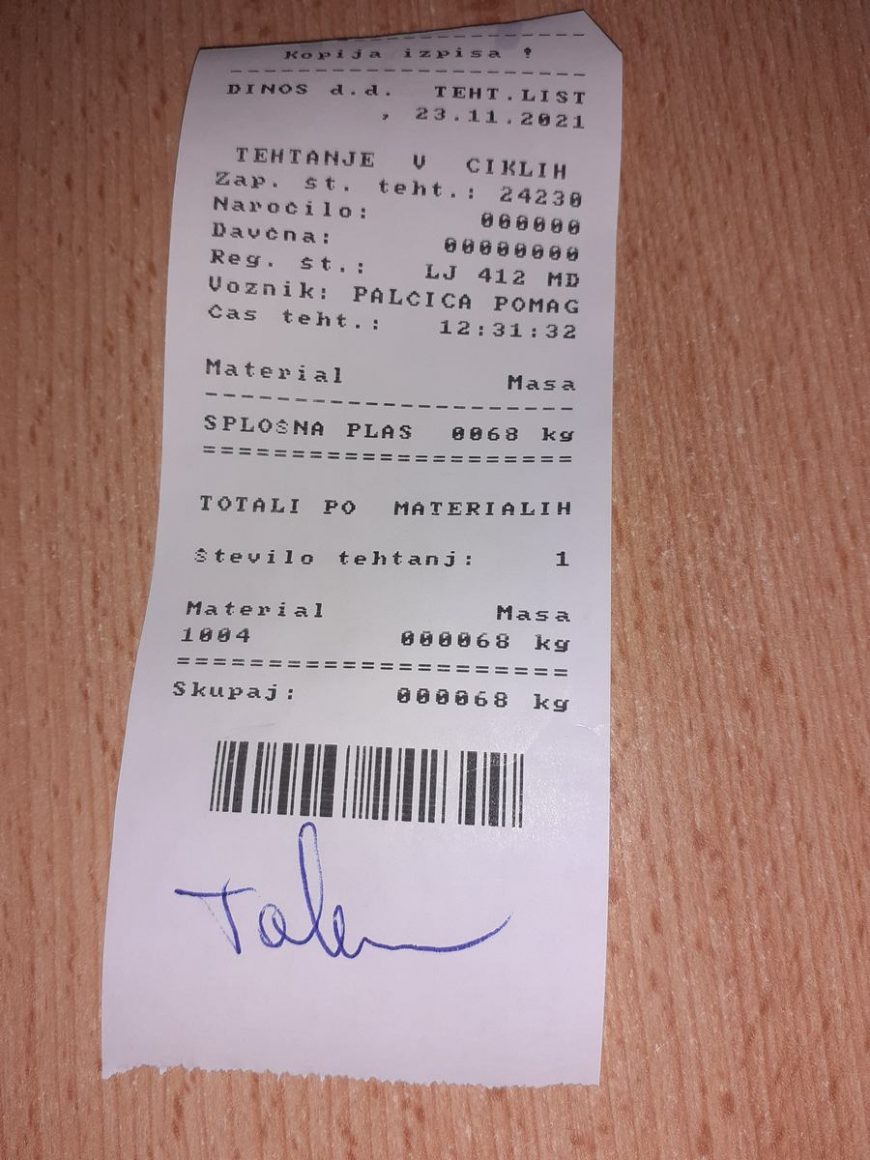 Kopija izpisa !
DINOS d.d. TEHT.LIST
, 23.11.2021
TEHTANJE V CIKLIH
Zap. št. teht.: 24230
Naročilo: 000000
Davčna: 00000000
Reg. št.: LJ 412 MD
Voznik: PALČICA POMAG
Čas teht.: 12:31:32
Material Masa
SPLOŠNA PLAS 0068 kg
TOTALI PO MATERIALIH
Število tehtanj: 1
Material Masa
1004 000068 kg
Skupaj: 000068 kg